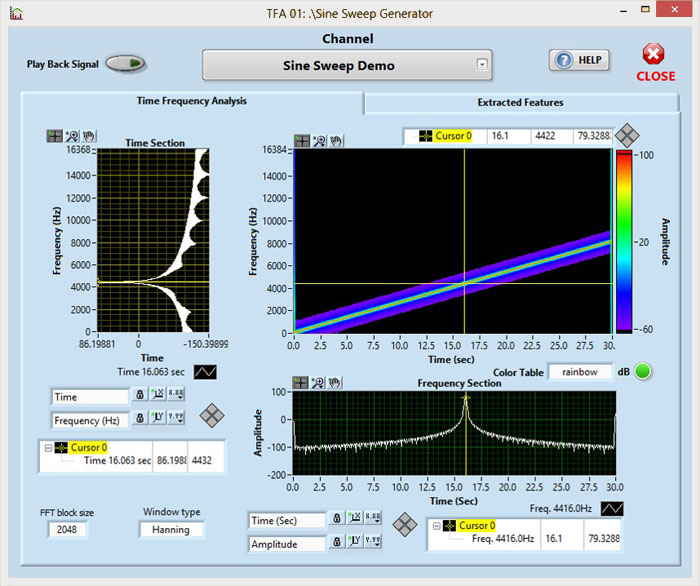 TFA 01: .\Sine Sweep Generator
Channel
Play Back Signal
Sine Sweep Demo
HELP
CLOSE
Time Frequency Analysis
Extracted Features
Time Section
Frequency (Hz)
16368
14000
12000
10000
8000
6000
4000
2000
0
86.19881 0 -150.39899
Time
Time 16.063 sec
Time
Frequency (Hz)
Cursor 0
Time 16.063 sec 86.1988 4432
FFT block size
2048
Window type
Hanning
Cursor 0 16.1 4422 79.3288
Frequency (Hz)
16384
14000
12000
10000
8000
6000
4000
2000
0
0.0 2.5 5.0 7.5 10.0 12.5 15.0 17.5 20.0 22.5 25.0 27.5 30.
Time (sec)
100
20
-60
Amplitude
Color Table rainbow dB
Frequency Section
Amplitude
100
0
-100
-200
0.0 2.5 5.0 7.5 10.0 12.5 15.0 17.5 20.0 22.5 25.0 27.5 30.0
Time (Sec)
Freq. 4416.0Hz
Time (Sec)
Amplitude
Cursor 0
Freq. 4416.0Hz 16.1 79.3288